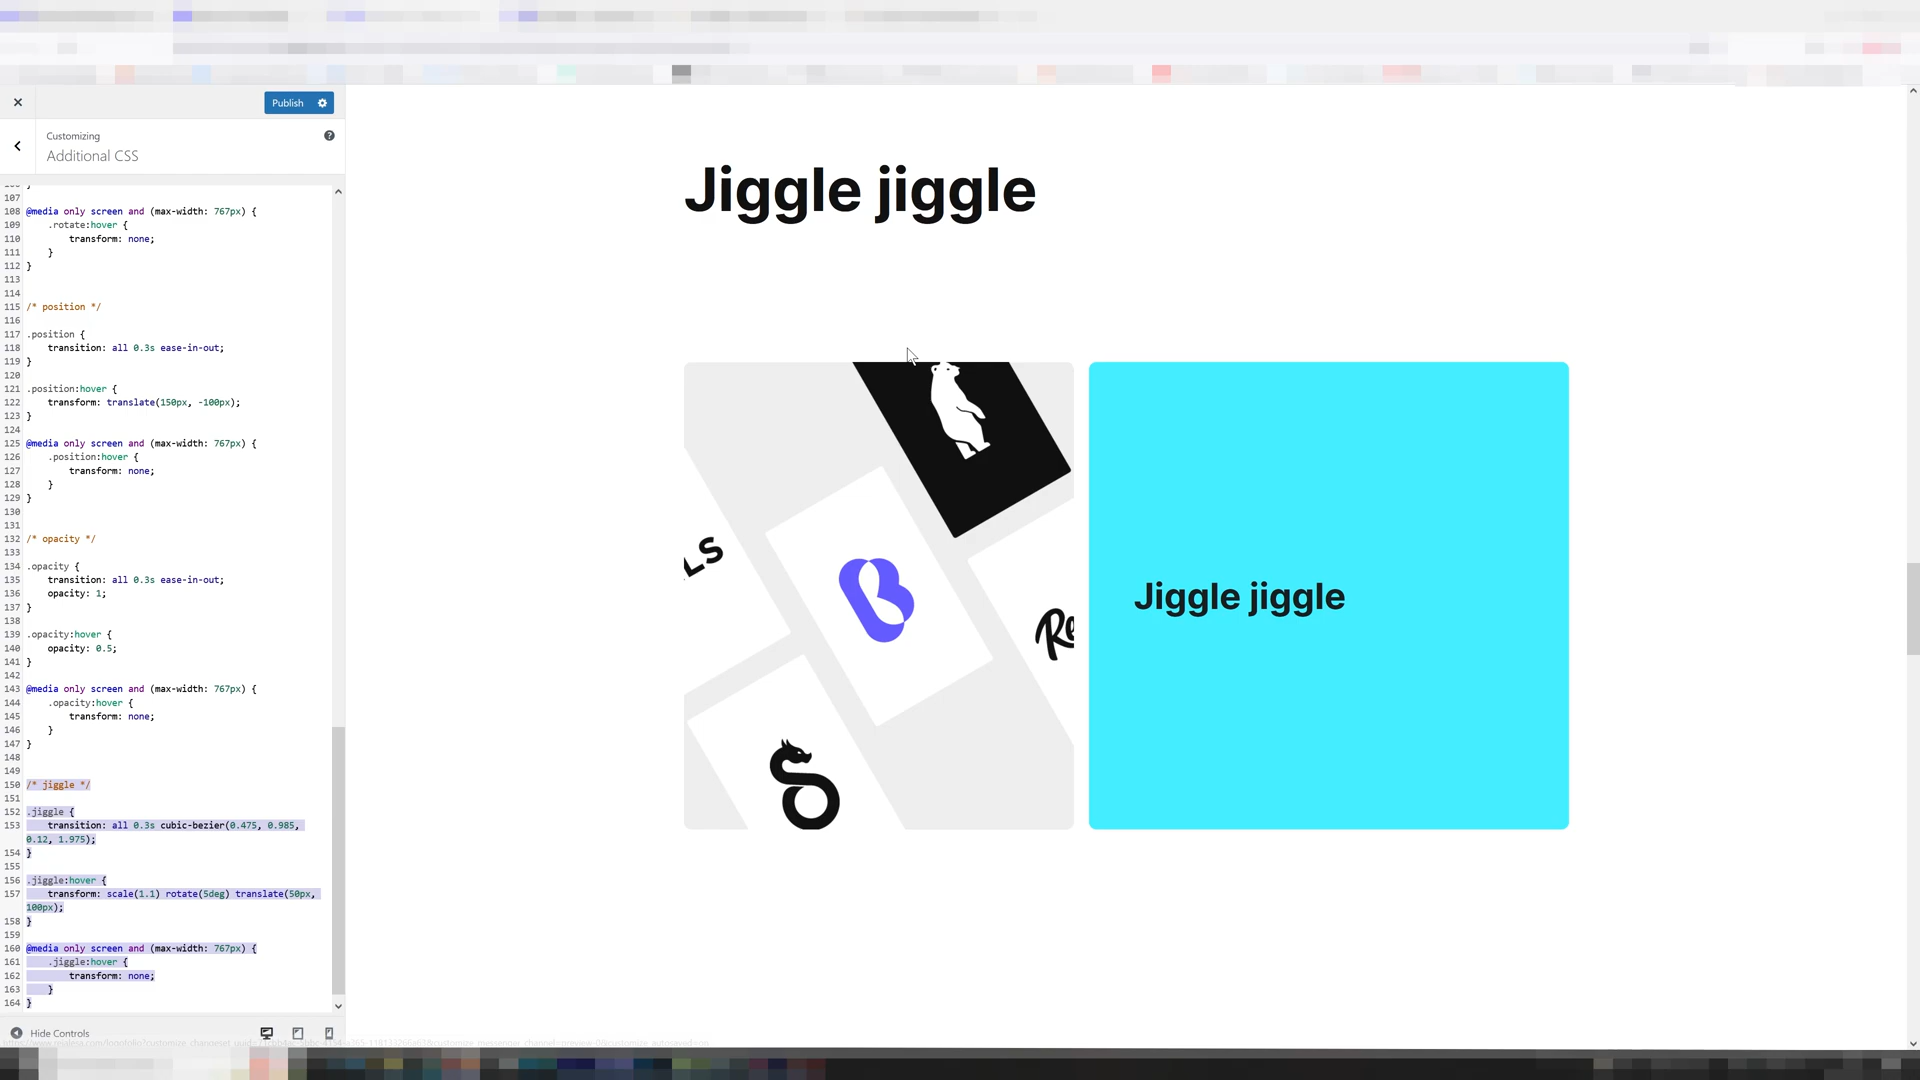 Publish
Customizing
Additional CSS
107
108 @media only screen and (max-width: 767px) {
109 .rotate:hover {
110 transform: none;
111 }
112 }
113
114
115 /* position */
116
117 .position {
118 transition: all 0.3s ease-in-out;
119 }
120
121 .position:hover {
122 transform: translate(150px, -100px);
123 }
124
125 @media only screen and (max-width: 767px) {
126 .position:hover {
127 transform: none;
128 }
129 }
130
131
132 /* opacity */
133
134 .opacity {
135 transition: all 0.3s ease-in-out;
136 opacity: 1;
137 }
138
139 .opacity:hover {
140 opacity: 0.5;
141 }
142
143 @media only screen and (max-width: 767px) {
144 .opacity:hover {
145 transform: none;
146 }
147 }
148
149
150 /* jiggle */
151
152 .jiggle {
153 transition: all 0.3s cubic-bezier(0.475, 0.985,
0.12, 1.975);
154 }
155
156 .jiggle:hover {
157 transform: scale(1.1) rotate(5deg) translate(50px,
100px);
158 }
159
160 @media only screen and (max-width: 767px) {
161 .jiggle:hover {
162 transform: none;
163 }
164 }
Hide Controls
Jiggle jiggle
LS
Re
Jiggle jiggle